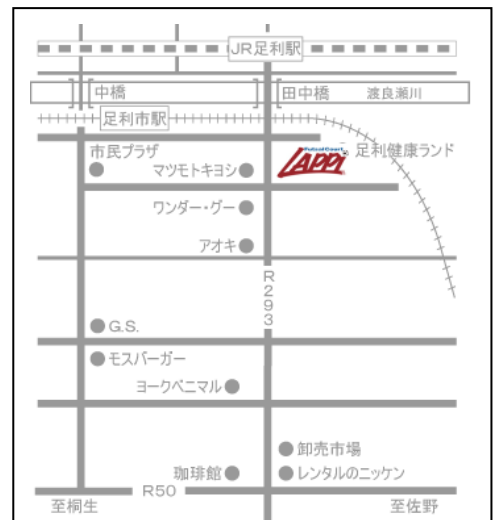 JR足利駅
中橋
田中橋
渡良瀬川
足利市駅
市民プラザ
マツモトキヨシ
Futsal Court
LAPPi
足利健康ランド
ワンダー・グー
アオキ
R293
G.S.
モスバーガー
ヨークベニマル
卸売市場
珈琲館
レンタルのニッケン
R50
至桐生
至佐野